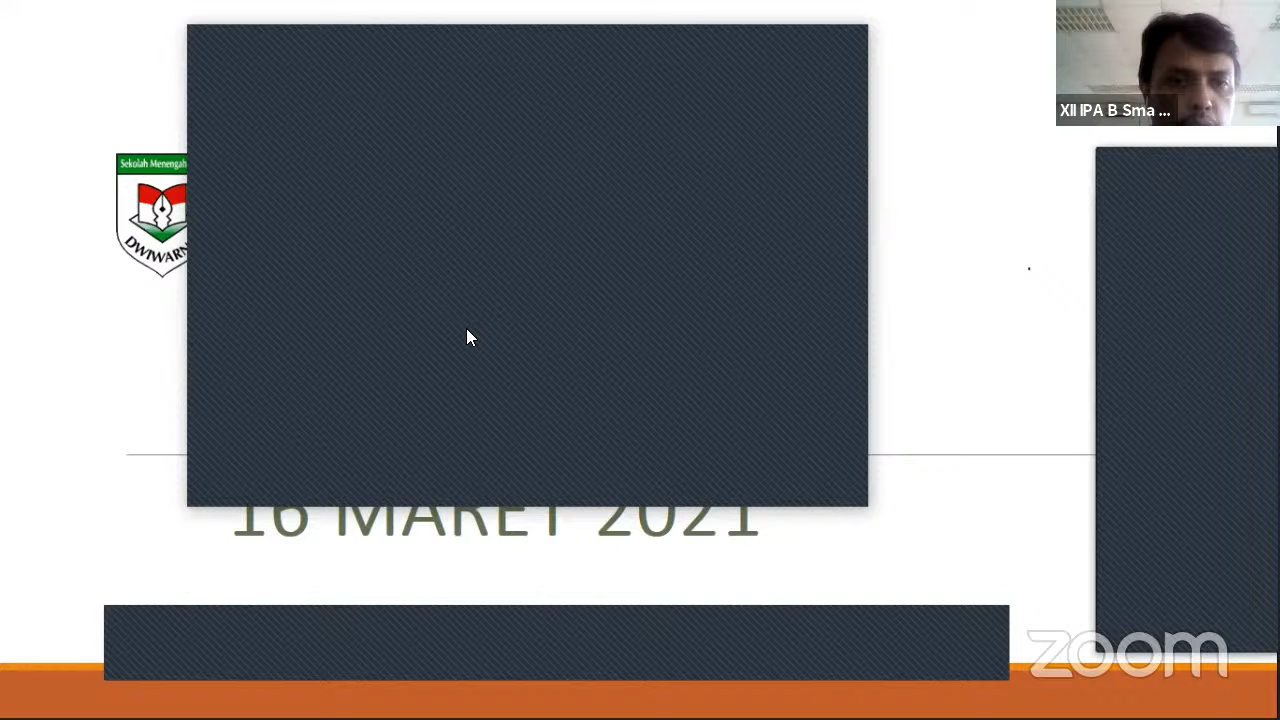 XII IPA B Sma ...
Sekolah Menengah
DWIWARN
16 MARET 2021
zoom